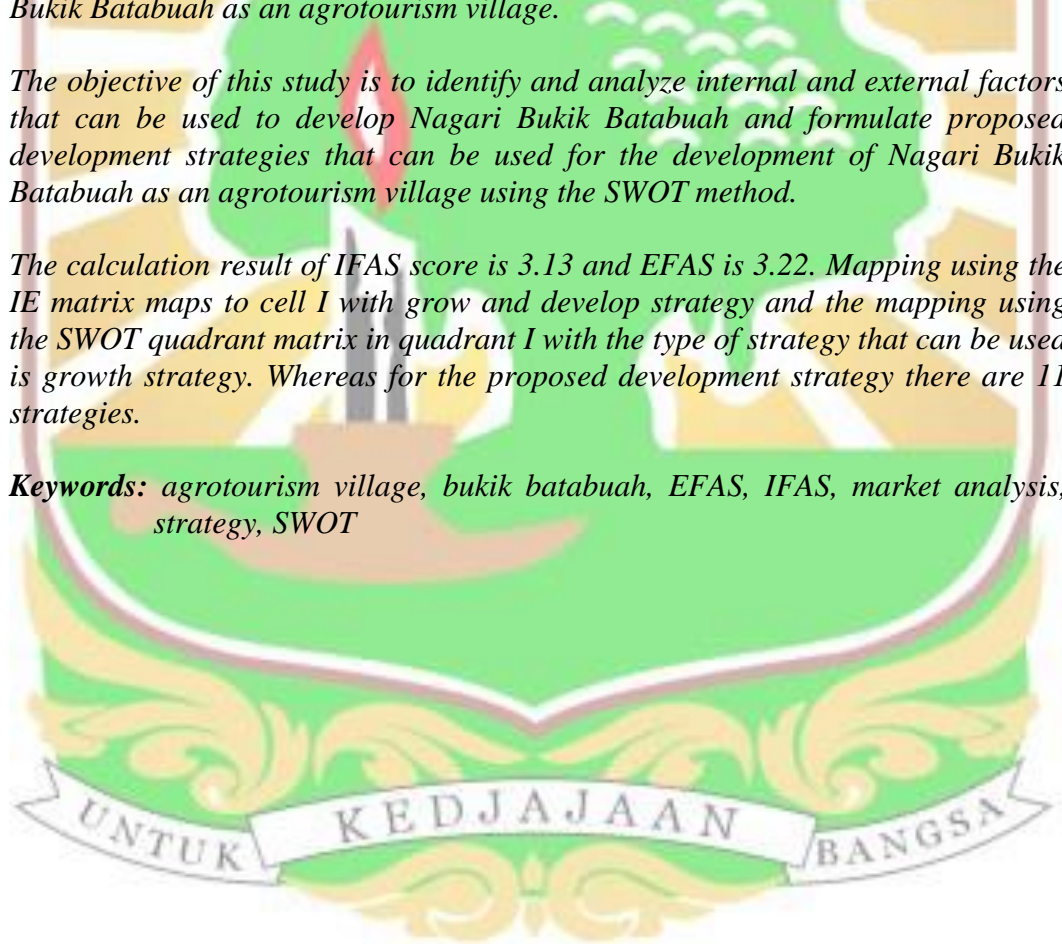 Bukik Batabuah as an agrotourism village.
The objective of this study is to identify and analyze internal and external factors
that can be used to develop Nagari Bukik Batabuah and formulate proposed
development strategies that can be used for the development of Nagari Bukik
Batabuah as an agrotourism village using the SWOT method.
The calculation result of IFAS score is 3.13 and EFAS is 3.22. Mapping using the
IE matrix maps to cell I with grow and develop strategy and the mapping using
the SWOT quadrant matrix in quadrant I with the type of strategy that can be used
is growth strategy. Whereas for the proposed development strategy there are 11
strategies.
Keywords: agrotourism village, bukik batabuah, EFAS, IFAS, market analysis,
strategy, SWOT
UNTUK KEDJAJAAN BANGSA